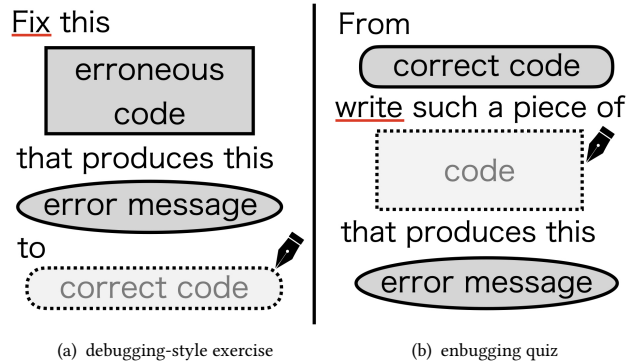 Fix this
erroneous
code
that produces this
error message
to
correct code
(a) debugging-style exercise
From
correct code
write such a piece of
code
that produces this
error message
(b) enbugging quiz